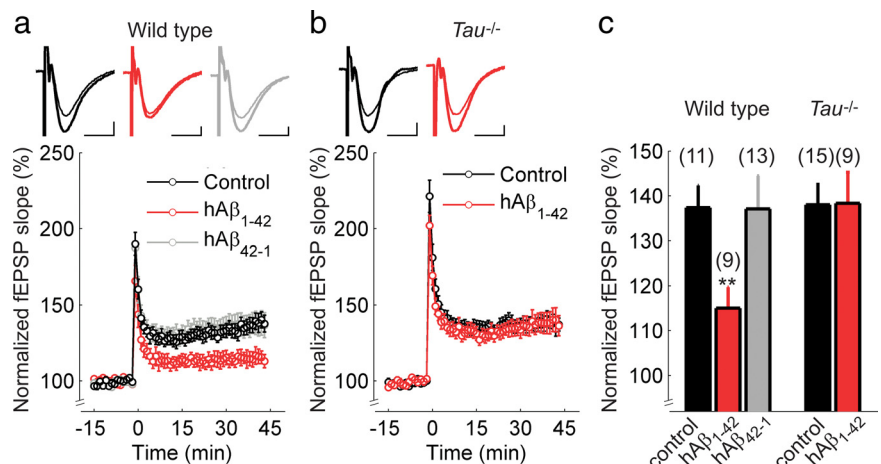 a
Wild type
Normalized fEPSP slope (%)
250
200
150
100
Control
hAβ1-42
hAβ42-1
-15
0
15
30
45
Time (min)
b
Tau-/-
Normalized fEPSP slope (%)
250
200
150
100
Control
hAβ1-42
-15
0
15
30
45
Time (min)
c
Wild type
Tau-/-
Normalized fEPSP slope (%)
150
140
130
120
110
100
(11)
(9)
**
(13)
(15)
(9)
control
hAβ1-42
hAβ42-1
control
hAβ1-42